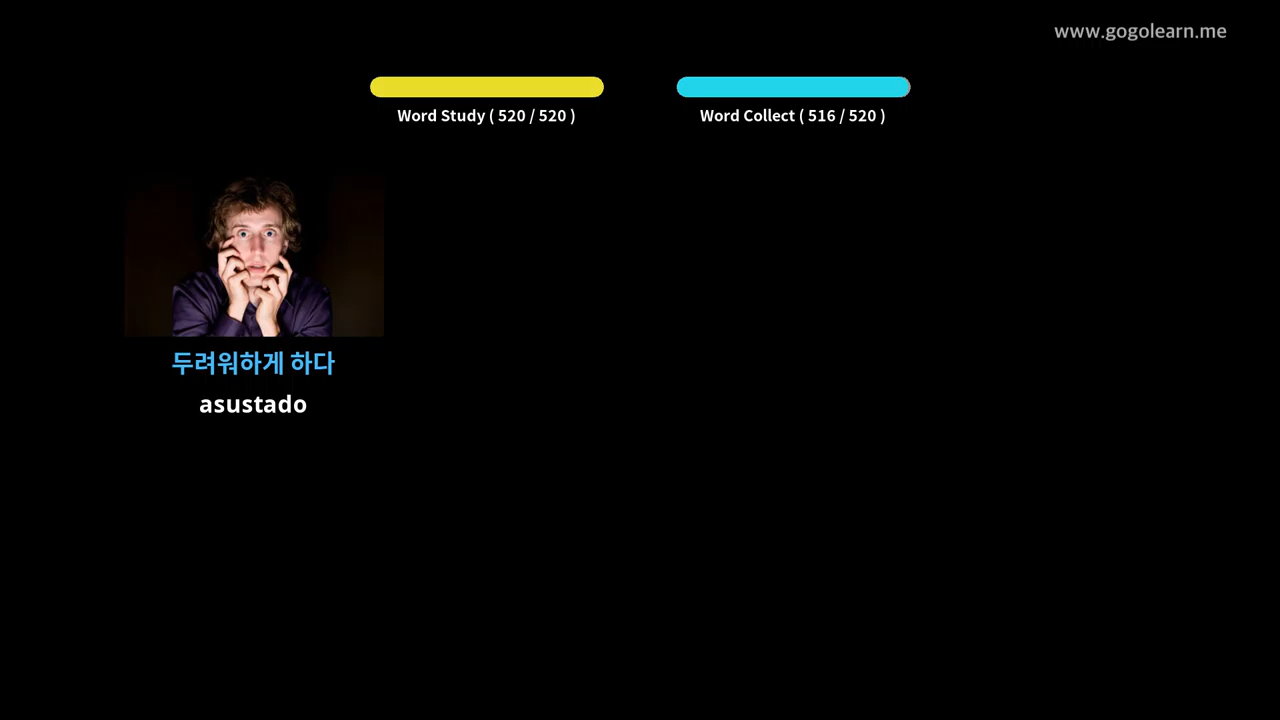 www.gogolearn.me
Word Study ( 520 / 520 )
Word Collect ( 516 / 520 )
두려워하게 하다
asustado